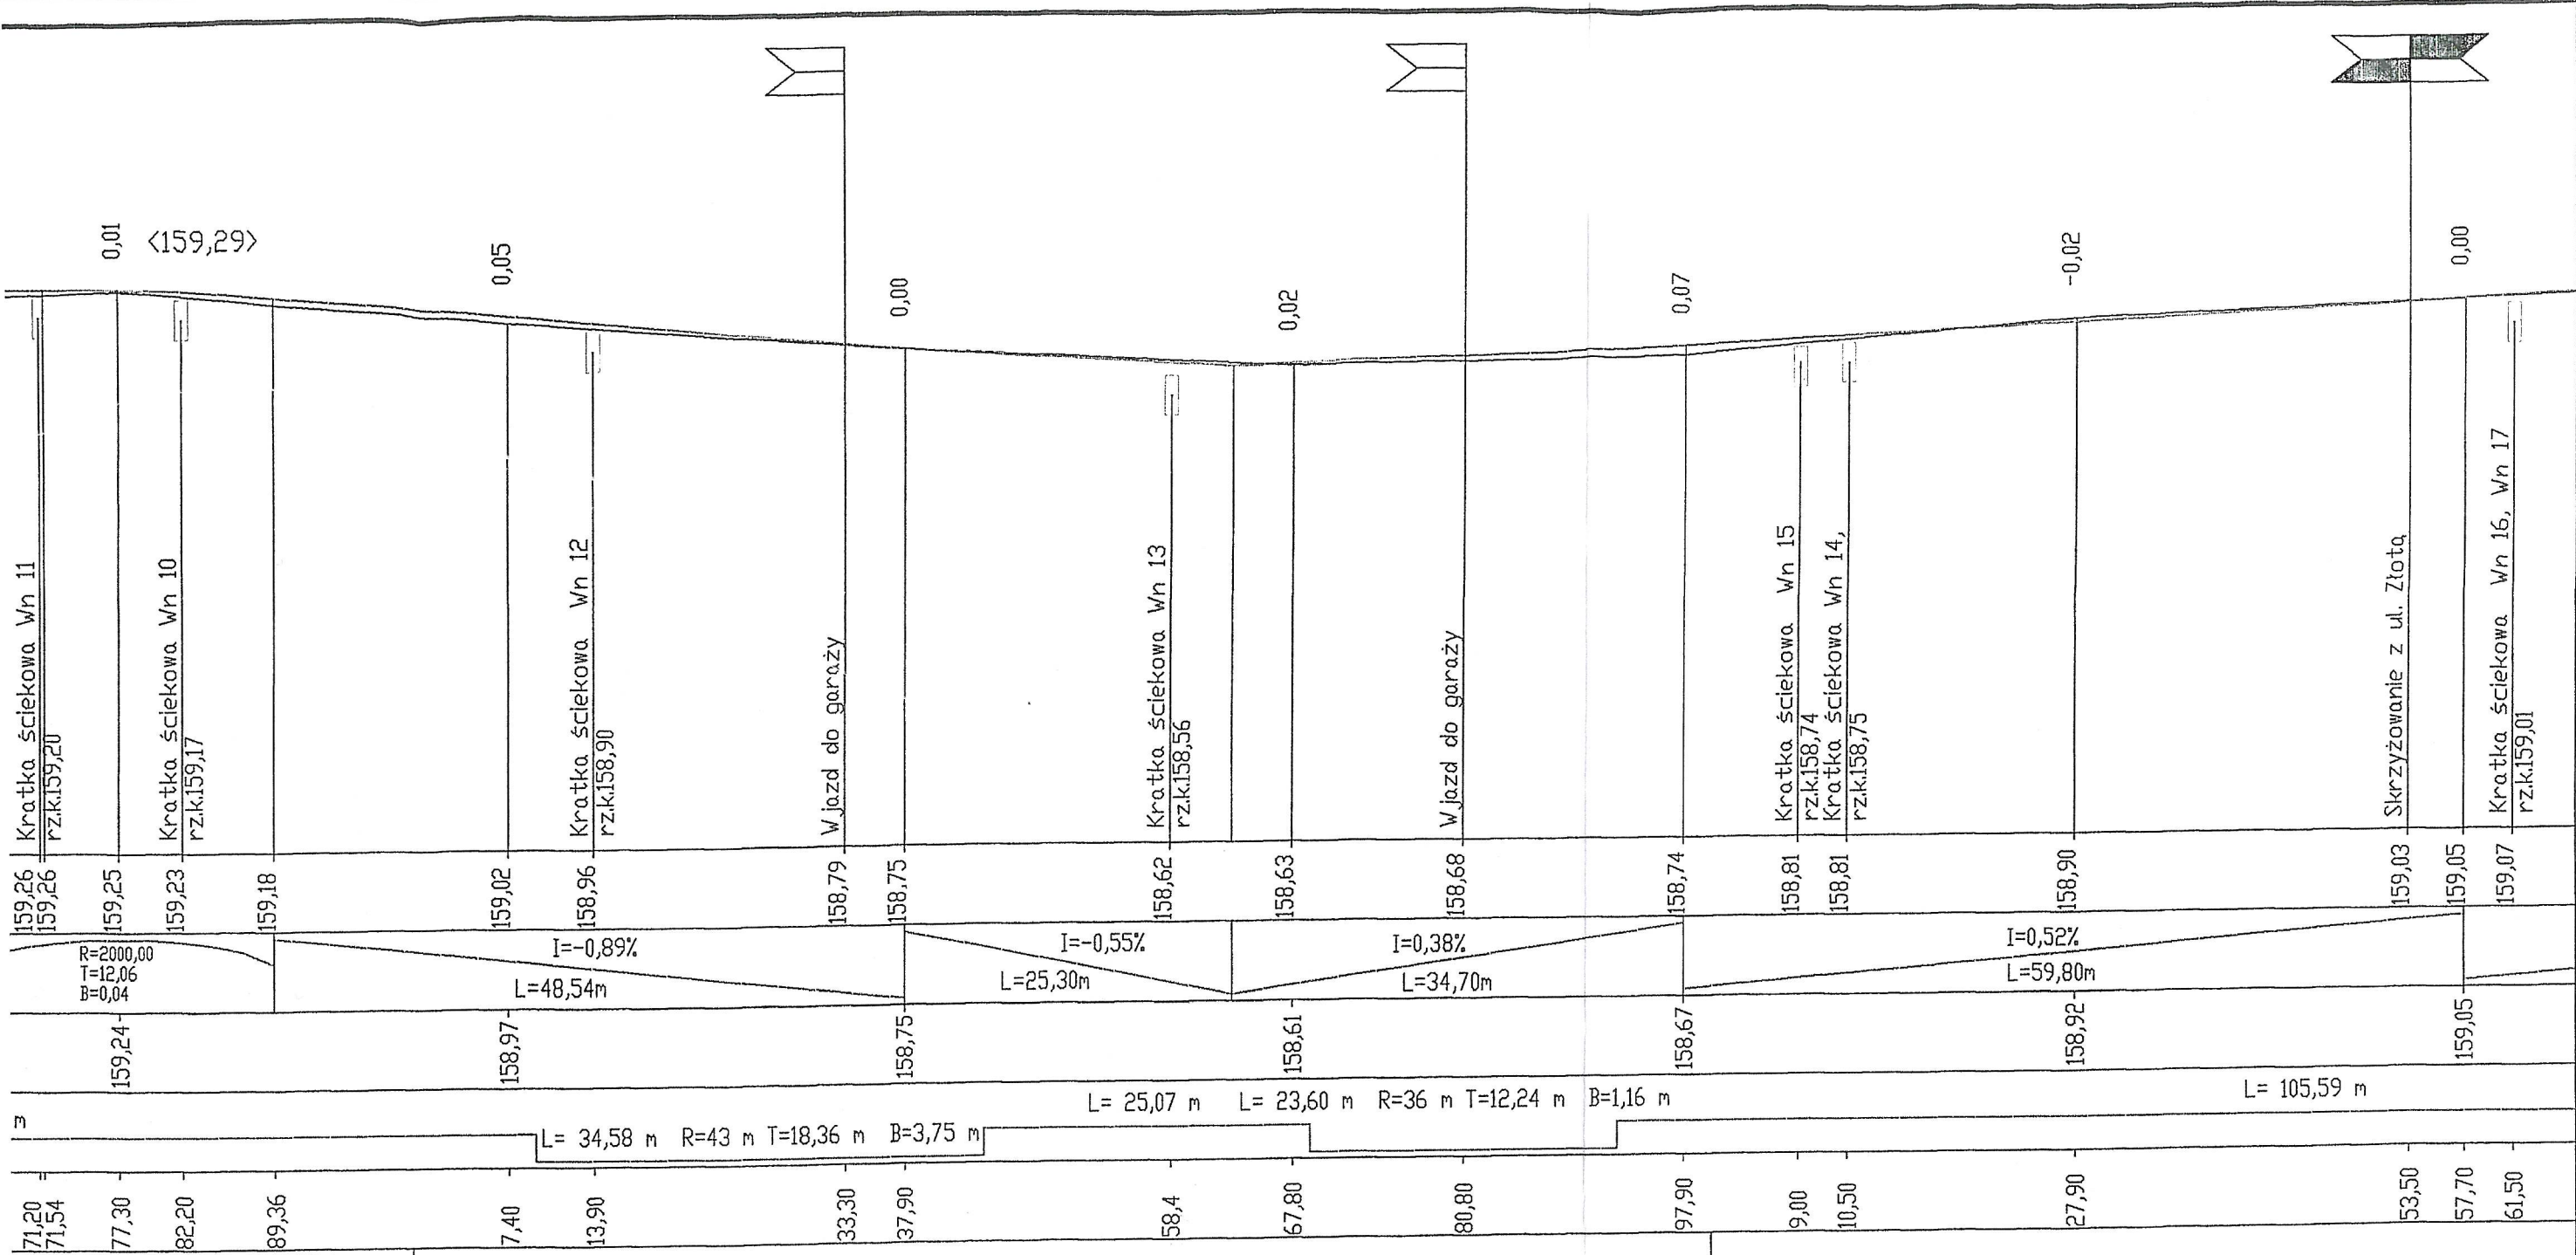 0,01
<159,29>
0,05
0,00
0,02
0,07
-0,02
0,00
Kratka ściekowa Wn 11
rz.k.159,20
Kratka ściekowa Wn 10
rz.k.159,17
Kratka ściekowa Wn 12
rz.k.158,90
Wjazd do garaży
Kratka ściekowa Wn 13
rz.k.158,56
Wjazd do garaży
Kratka ściekowa Wn 15
rz.k.158,74
Kratka ściekowa Wn 14,
rz.k.158,75
Skrzyżowanie z ul. Złotą
Kratka ściekowa Wn 16, Wn 17
rz.k.159,01
159,26
159,26
159,25
159,23
159,18
159,02
158,96
158,79
158,75
158,62
158,63
158,68
158,74
158,81
158,81
158,90
159,03
159,05
159,07
R=2000,00
T=12,06
B=0,04
I=-0,89%
L=48,54m
I=-0,55%
L=25,30m
I=0,38%
L=34,70m
I=0,52%
L=59,80m
159,24
158,97
158,75
158,61
158,67
158,92
159,05
m
L= 34,58 m R=43 m T=18,36 m B=3,75 m
L= 25,07 m
L= 23,60 m R=36 m T=12,24 m B=1,16 m
L= 105,59 m
71,20
71,54
77,30
82,20
89,36
7,40
13,90
33,30
37,90
58,4
67,80
80,80
97,90
9,00
10,50
27,90
53,50
57,70
61,50